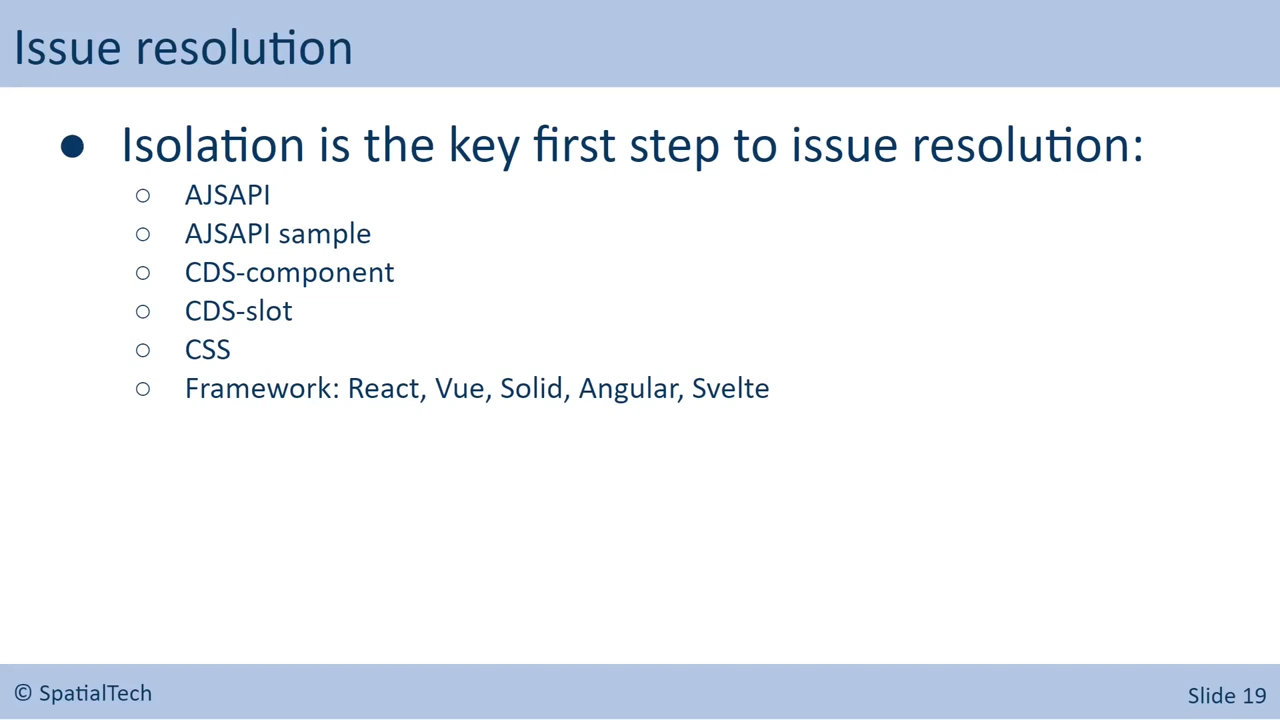 Issue resolution
● Isolation is the key first step to issue resolution:
○ AJSAPI
○ AJSAPI sample
○ CDS-component
○ CDS-slot
○ CSS
○ Framework: React, Vue, Solid, Angular, Svelte
© SpatialTech
Slide 19